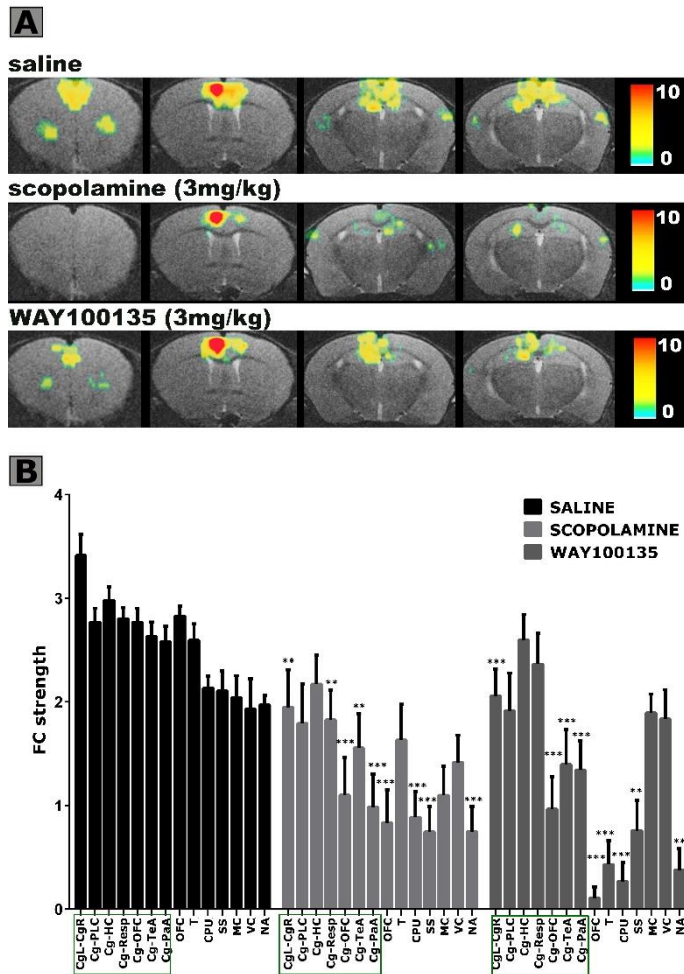 A
saline
10
0
scopolamine (3mg/kg)
10
0
WAY100135 (3mg/kg)
10
0
B
FC strength
4
3
2
1
0
SALINE
SCOPOLAMINE
WAY100135
**
**
***
**
***
***
***
***
***
***
***
***
***
***
***
***
**
**
CgL-CgR
Cg-PLC
Cg-HC
Cg-Resp
Cg-OFC
Cg-TeA
Cg-PaA
OFC
T
CPU
SS
MC
VC
NA
CgL-CgR
Cg-PLC
Cg-HC
Cg-Resp
Cg-OFC
Cg-TeA
Cg-PaA
OFC
T
CPU
SS
MC
VC
NA
CgL-CgR
Cg-PLC
Cg-HC
Cg-Resp
Cg-OFC
Cg-TeA
Cg-PaA
OFC
T
CPU
SS
MC
VC
NA